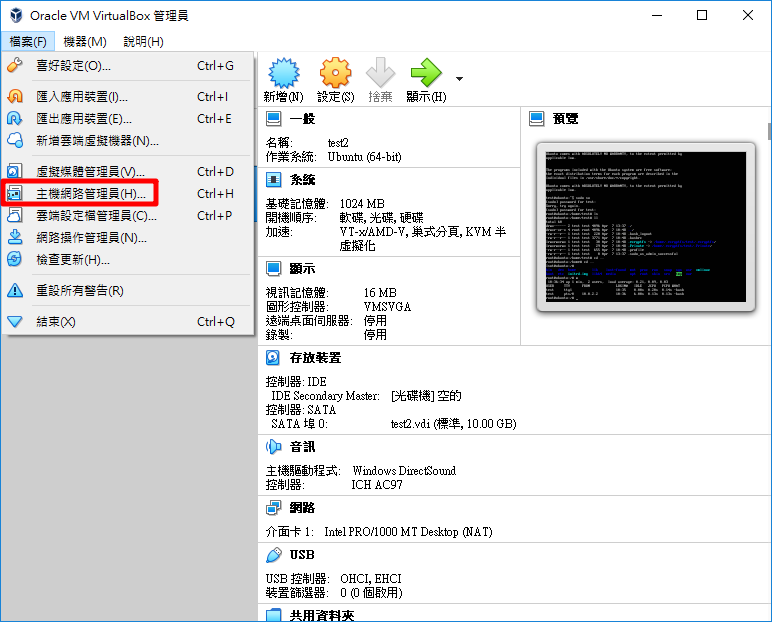 Oracle VM VirtualBox 管理員
檔案(F) 機器(M) 說明(H)
喜好設定(O)... Ctrl+G
匯入應用裝置(I)... Ctrl+I
匯出應用裝置(E)... Ctrl+E
新增雲端虛擬機器(N)...
虛擬媒體管理員(V)... Ctrl+D
主機網路管理員(H)... Ctrl+H
雲端設定檔管理員(C)... Ctrl+P
網路操作管理員(N)...
檢查更新(H)...
重設所有警告(R)
結束(X) Ctrl+Q
新增(N) 設定(S) 捨棄 顯示(H)
一般
名稱: test2
作業系統: Ubuntu (64-bit)
預覽
系統
基礎記憶體: 1024 MB
開機順序: 軟碟, 光碟, 硬碟
加速: VT-x/AMD-V, 巢式分頁, KVM 半
虛擬化
顯示
視訊記憶體: 16 MB
圖形控制器: VMSVGA
遠端桌面伺服器: 停用
錄製: 停用
存放裝置
控制器: IDE
IDE Secondary Master: [光碟機] 空的
控制器: SATA
SATA 埠 0: test2.vdi (標準, 10.00 GB)
音訊
主機驅動程式: Windows DirectSound
控制器: ICH AC97
網路
介面卡 1: Intel PRO/1000 MT Desktop (NAT)
USB
USB 控制器: OHCI, EHCI
裝置篩選器: 0 (0 個啟用)
共用資料夾